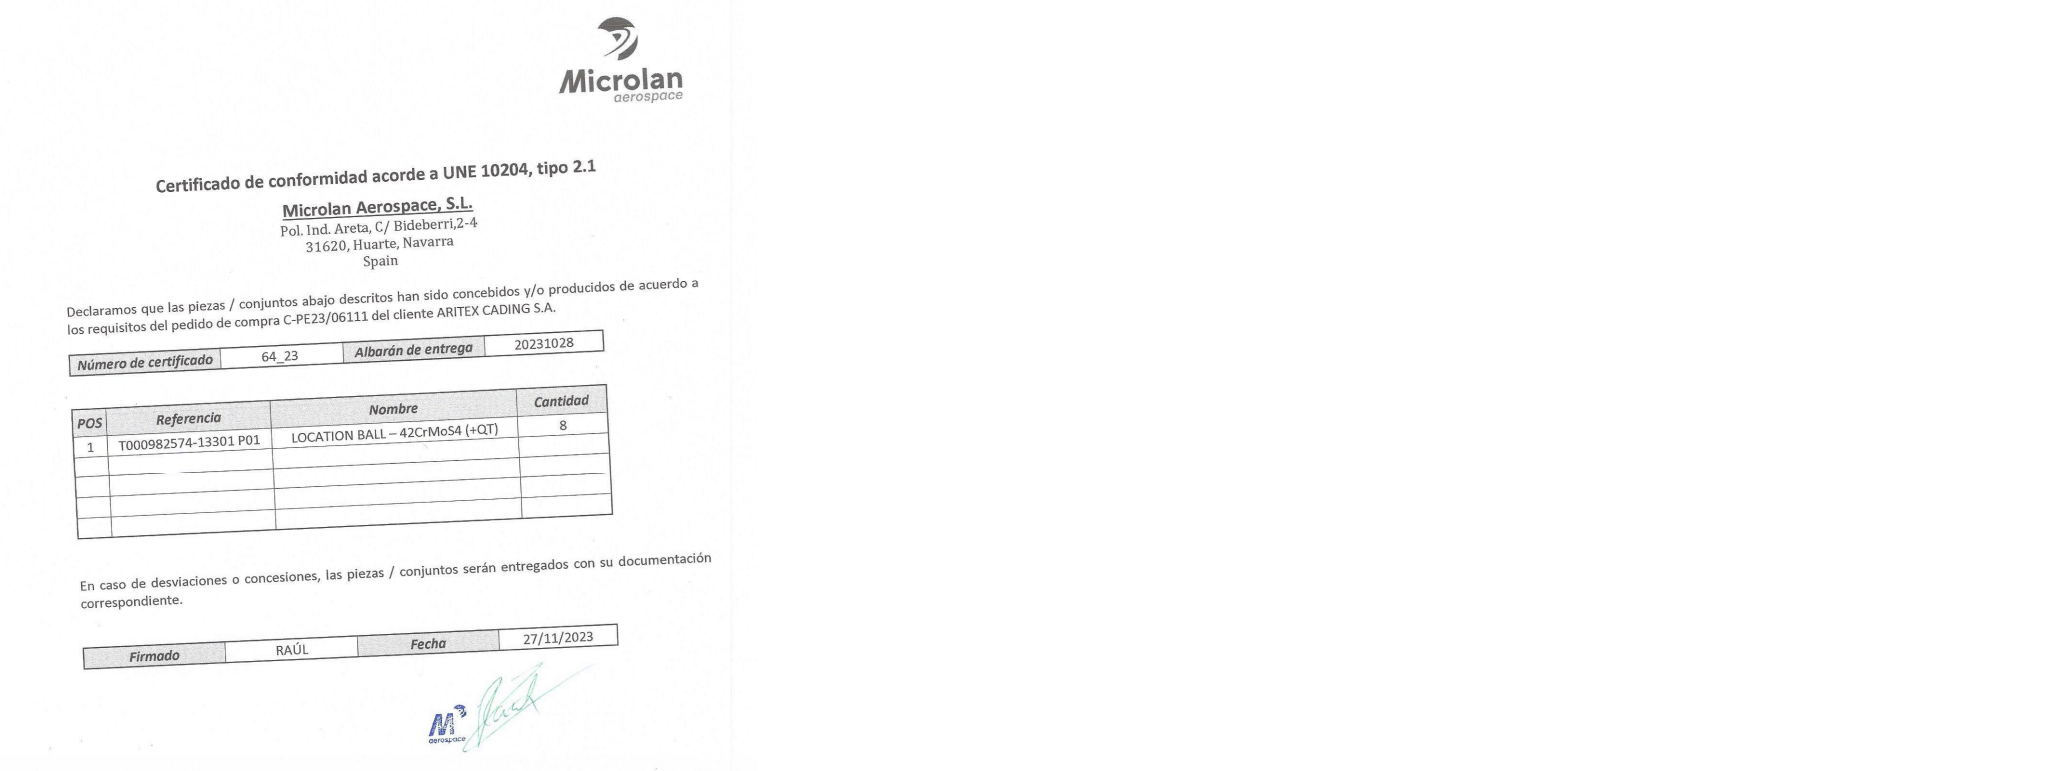 Microlan
aerospace
Certificado de conformidad acorde a UNE 10204, tipo 2.1
Microlan Aerospace, S.L.
Pol. Ind. Areta, C/ Bideberri,2-4
31620, Huarte, Navarra
Spain
Declaramos que las piezas / conjuntos abajo descritos han sido concebidos y/o producidos de acuerdo a
los requisitos del pedido de compra C-PE23/06111 del cliente ARITEX CADING S.A.
Número de certificado 64_23 Albarán de entrega 20231028
POS Referencia Nombre Cantidad
1 T000982574-13301 P01 LOCATION BALL – 42CrMoS4 (+QT) 8
En caso de desviaciones o concesiones, las piezas / conjuntos serán entregados con su documentación
correspondiente.
Firmado RAÚL Fecha 27/11/2023
M
aerospace